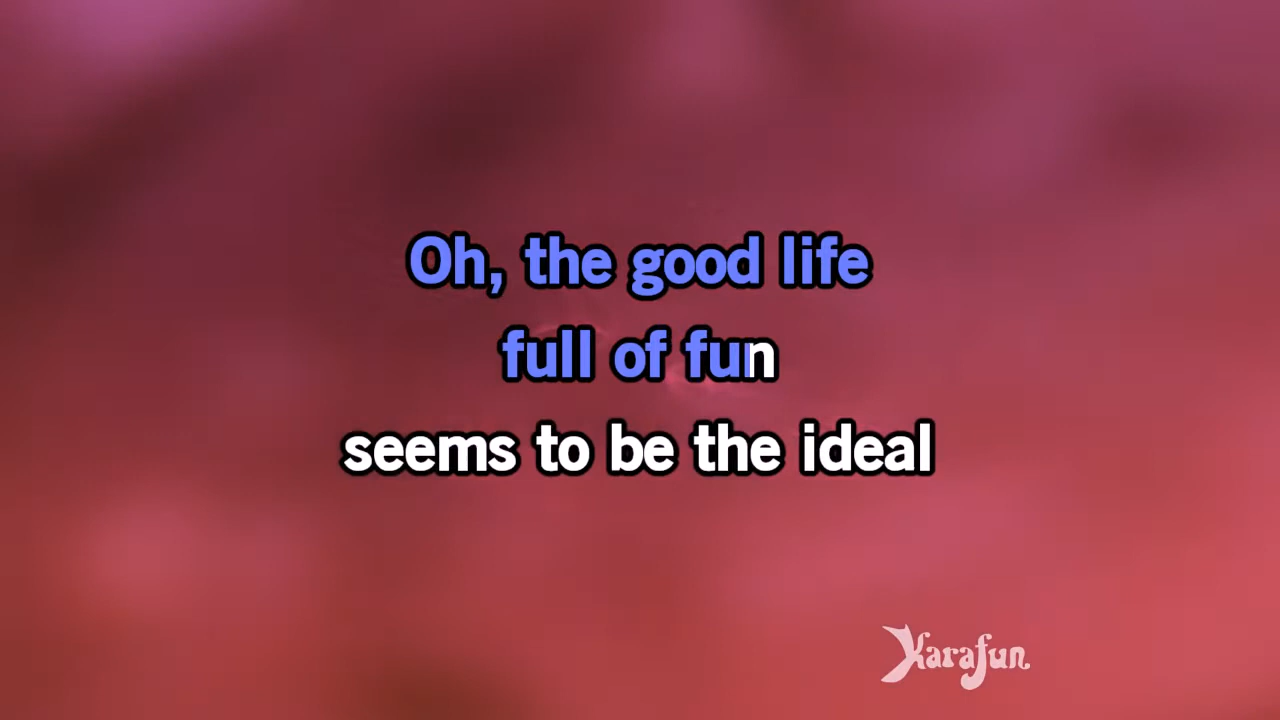 Oh, the good life
full of fun
seems to be the ideal
Karafun